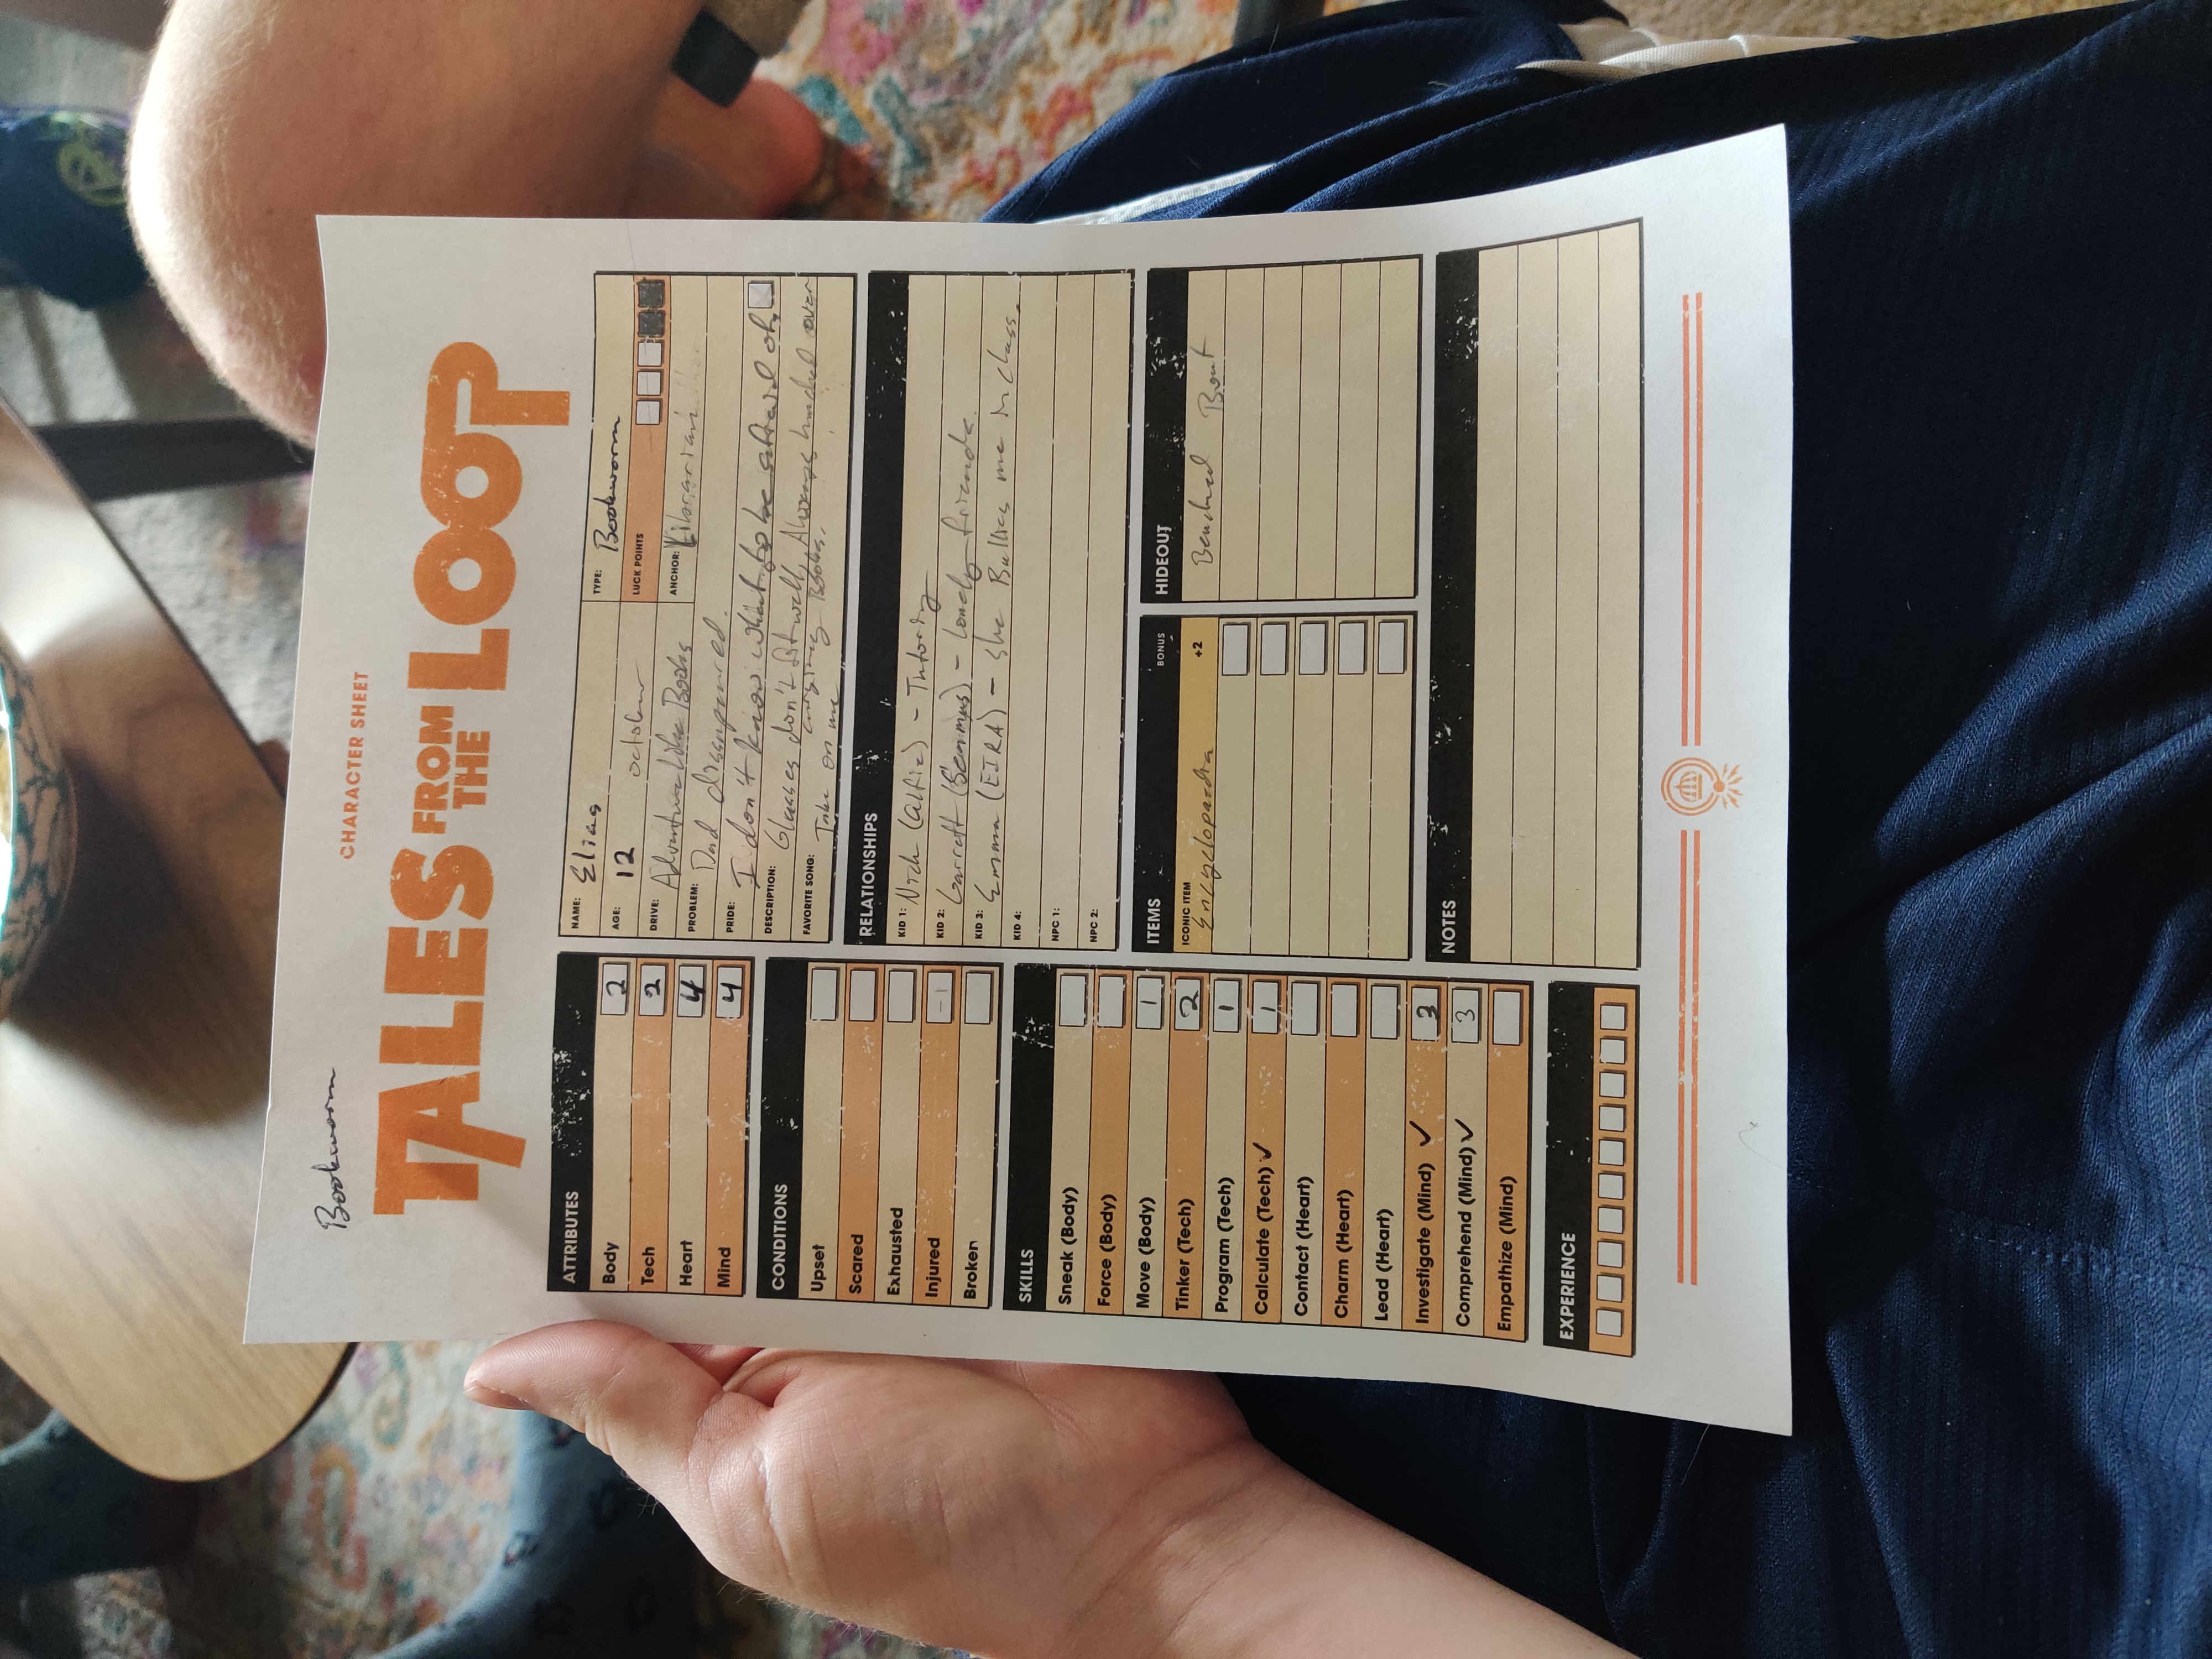 Bookworm
CHARACTER SHEET
TALES FROM THE LOOP
ATTRIBUTES
Body 2
Tech 2
Heart 4
Mind 4
CONDITIONS
Upset
Scared
Exhausted
Injured -1
Broken
SKILLS
Sneak (Body)
Force (Body)
Move (Body) 1
Tinker (Tech) 2
Program (Tech) 1
Calculate (Tech) ✓ 1
Contact (Heart)
Charm (Heart)
Lead (Heart)
Investigate (Mind) ✓ 3
Comprehend (Mind) ✓ 3
Empathize (Mind)
EXPERIENCE
NAME: Elias
TYPE: Bookworm
AGE: 12 October
LUCK POINTS
DRIVE: Adventure Like Books
ANCHOR: Librarian
PROBLEM: Dad dissapeared.
PRIDE: I don't know what to be afraid of.
DESCRIPTION: Glasses don't fit well, Always hunched over
carrying Books.
FAVORITE SONG: Take on me
RELATIONSHIPS
KID 1: Nick (Alfie) - Tutoring
KID 2: Garrett (Seamus) - lonely friends.
KID 3: Emma (EIRA) - she Bullies me in class.
KID 4:
NPC 1:
NPC 2:
ITEMS BONUS
ICONIC ITEM
Encyclopaedia +2
HIDEOUT
Boat
NOTES